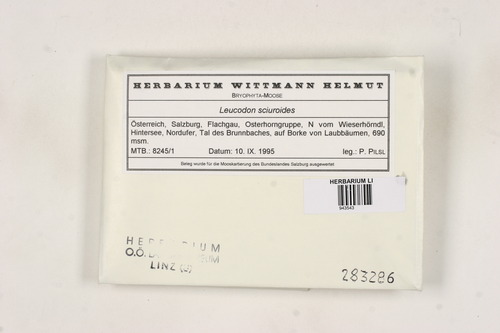 HERBARIUM WITTMANN HELMUT
BRYOPHYTA-MOOSE
Leucodon sciuroides
Österreich, Salzburg, Flachgau, Osterhorngruppe, N vom Wieserhörndl,
Hintersee, Nordufer, Tal des Brunnbaches, auf Borke von Laubbäumen, 690
msm.
MTB.: 8245/1 Datum: 10. IX. 1995 leg.: P. PILSL
Beleg wurde für die Mooskartierung des Bundeslandes Salzburg ausgewertet
HERBARIUM LI
943543
HERBARIUM
O.Ö.
LINZ
283286